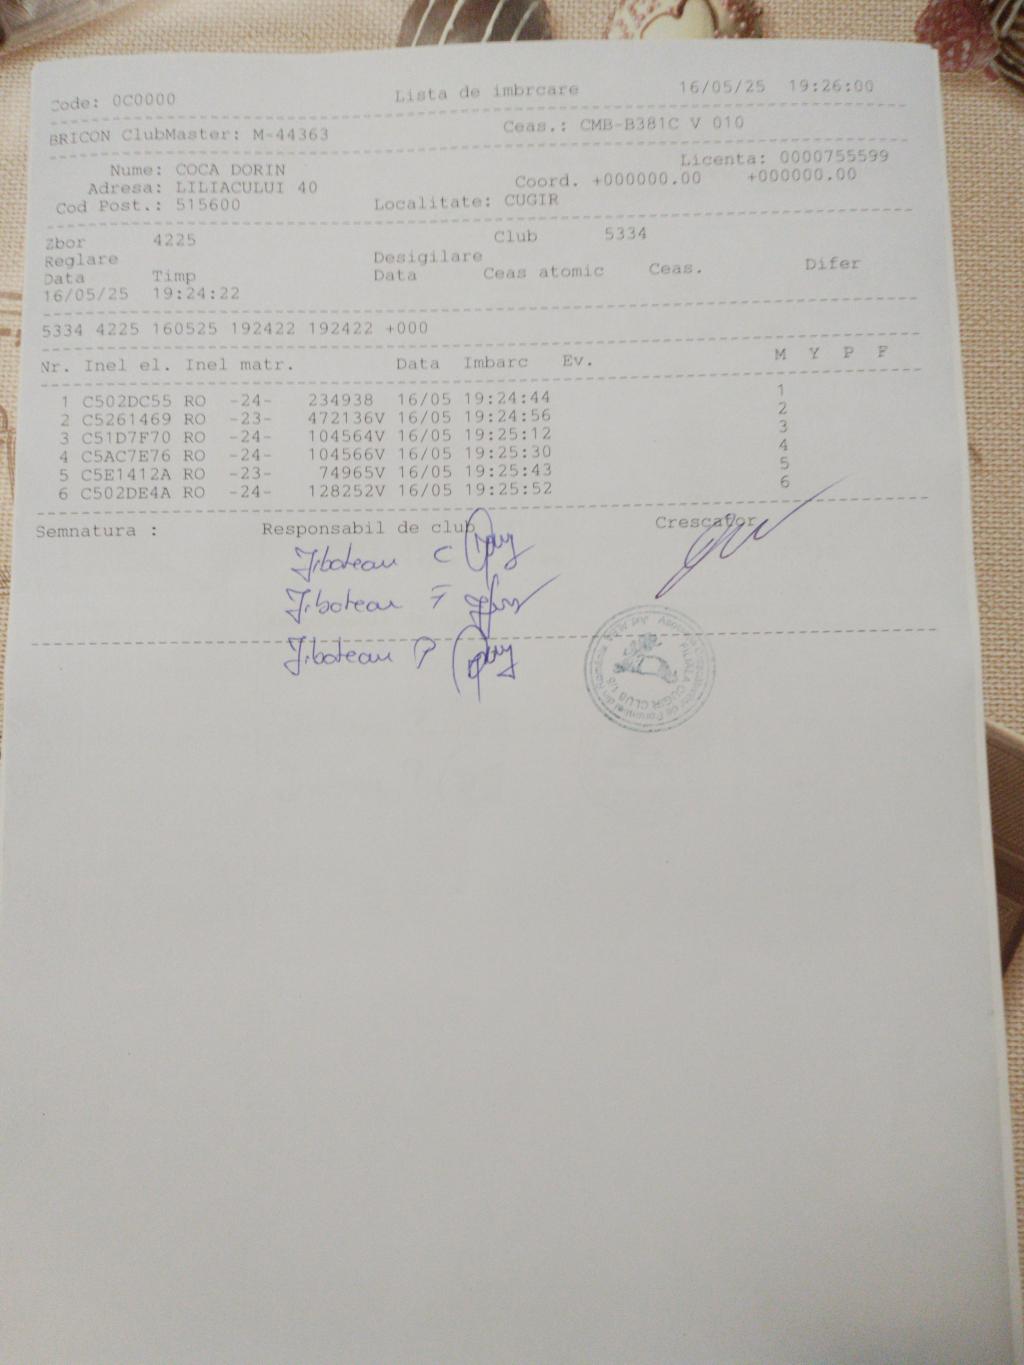 Code: 0C0000 Lista de imbrcare 16/05/25 19:26:00
BRICON ClubMaster: M-44363 Ceas.: CMB-B381C V 010
Nume: COCA DORIN Licenta: 0000755599
Adresa: LILIACULUI 40 Coord. +000000.00 +000000.00
Cod Post.: 515600 Localitate: CUGIR
Zbor 4225 Club 5334
Reglare Desigilare
Data Timp Data Ceas atomic Ceas. Difer
16/05/25 19:24:22
5334 4225 160525 192422 192422 +000
Nr. Inel el. Inel matr. Data Imbarc Ev. M Y P F
1 C502DC55 RO -24- 234938 16/05 19:24:44 1
2 C5261469 RO -23- 472136V 16/05 19:24:56 2
3 C51D7F70 RO -24- 104564V 16/05 19:25:12 3
4 C5AC7E76 RO -24- 104566V 16/05 19:25:30 4
5 C5E1412A RO -23- 74965V 16/05 19:25:43 5
6 C502DE4A RO -24- 128252V 16/05 19:25:52 6
Semnatura : Responsabil de club Crescator
Jiboteau C
Jiboteau F
Jiboteau P
FILIALA CUGIR CLUB